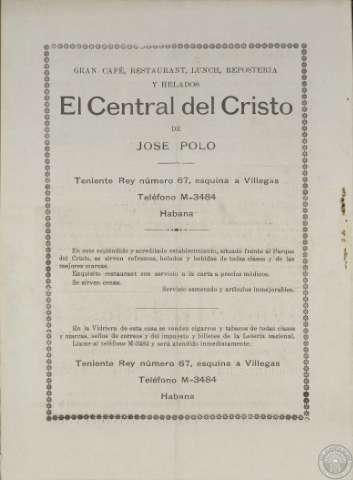 GRAN CAFÉ, RESTAURANT, LUNCH, REPOSTERIA
Y HELADOS
El Central del Cristo
DE
JOSE POLO
Teniente Rey número 67, esquina a Villegas
Teléfono M-3484
Habana
En este espléndido y acreditado establecimiento, situado frente al Parque
del Cristo, se sirven refrescos, helados y bebidas de todas clases y de las
mejores marcas.
Exquisito restaurant con servicio a la carta a precios módicos.
Se sirven cenas.
Servicio esmerado y artículos inmejorables.
En la Vidriera de esta casa se venden cigarros y tabacos de todas clases
y marcas, sellos de correos y del impuesto y billetes de la Lotería nacional.
Llame al teléfono M-3484 y será atendido inmediatamente.
Teniente Rey número 67, esquina a Villegas
Teléfono M-3484
Habana